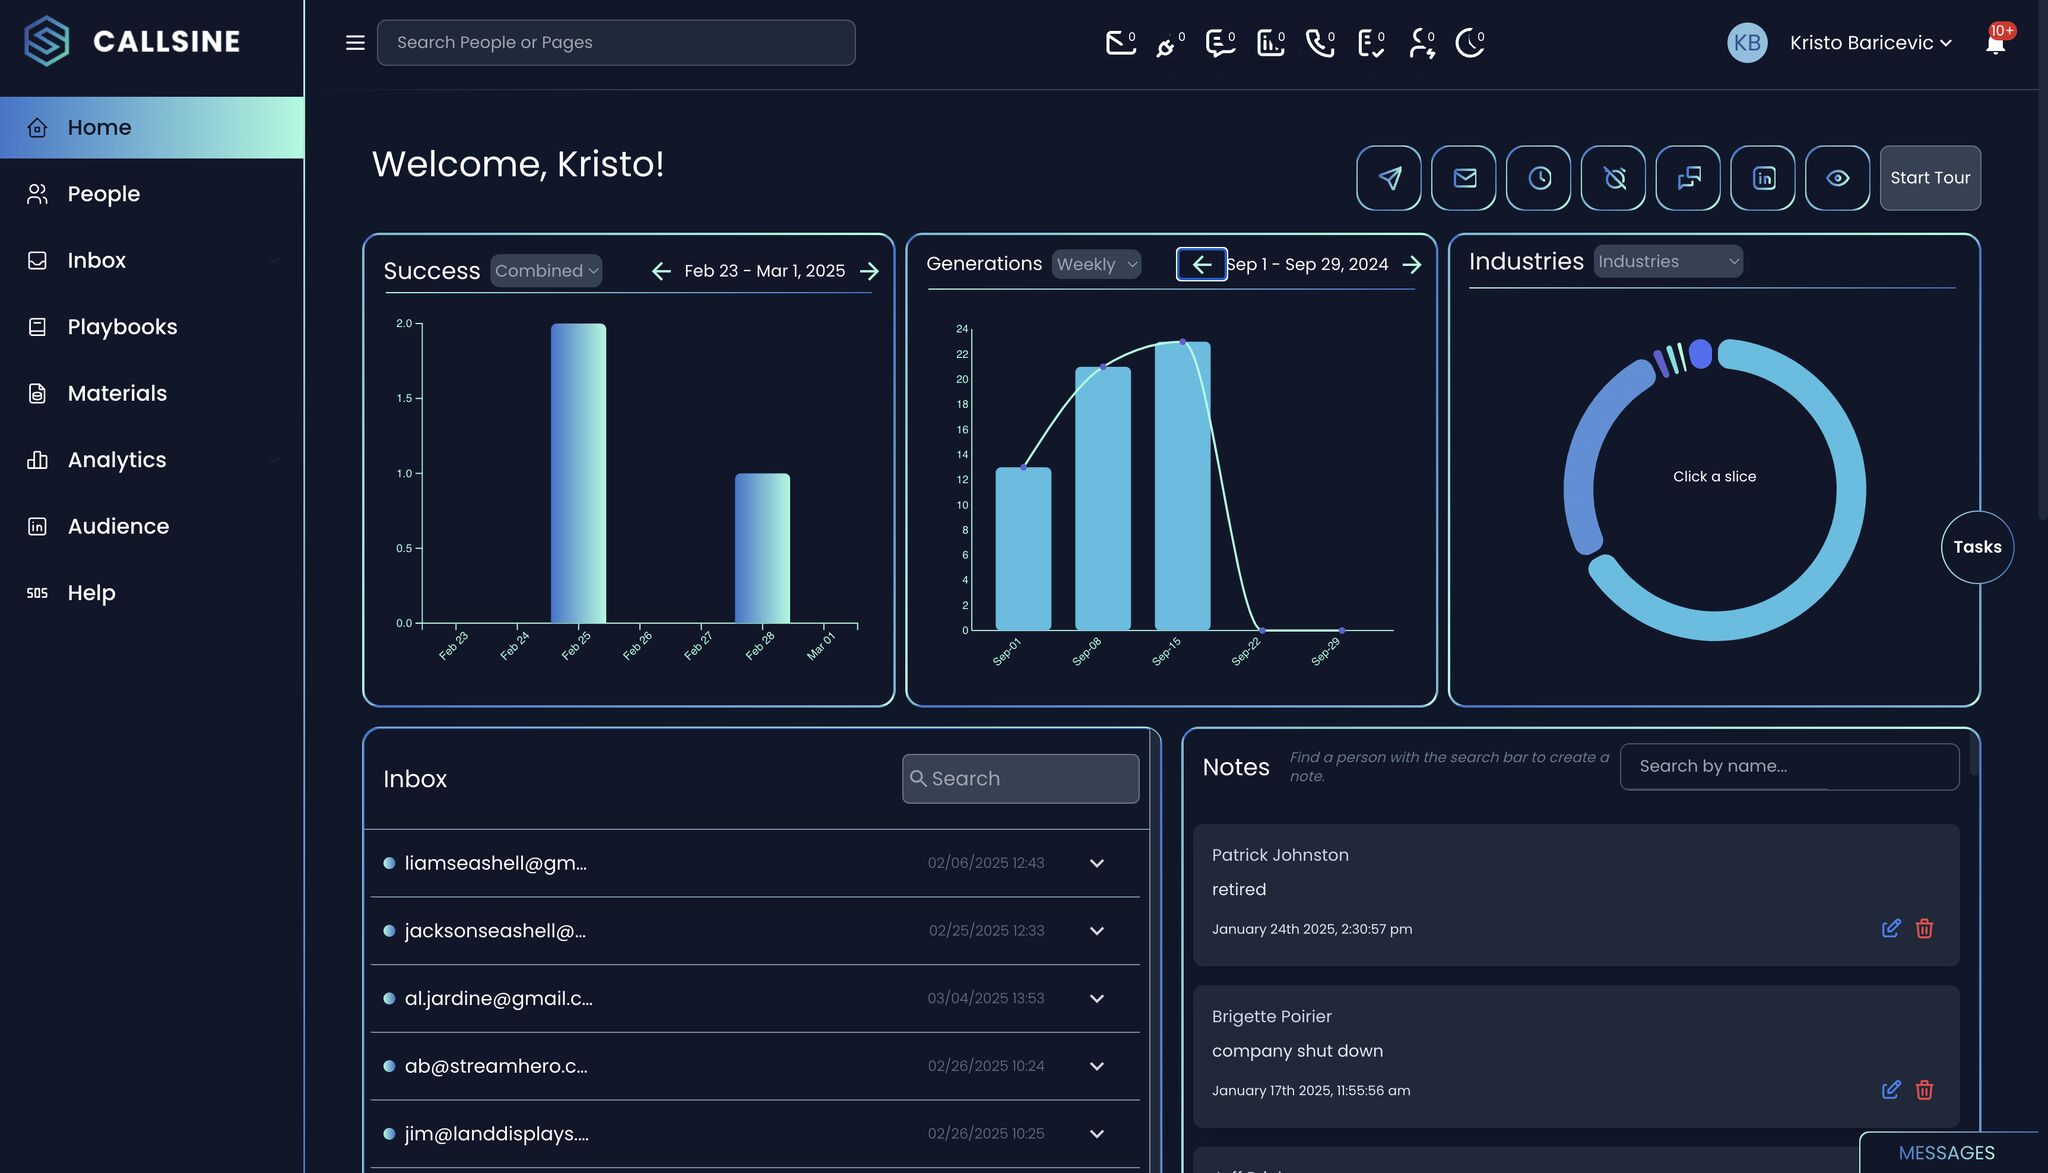 CALLSINE
Search People or Pages
0 0 0 0 0 0 0 0
KB
Kristo Baricevic
10+
Home
People
Inbox
Playbooks
Materials
Analytics
Audience
SOS Help
Welcome, Kristo!
Start Tour
Success
Combined
Feb 23 - Mar 1, 2025
2.0
1.5
1.0
0.5
0.0
Feb 23
Feb 24
Feb 25
Feb 26
Feb 27
Feb 28
Mar 01
Generations
Weekly
Sep 1 - Sep 29, 2024
24
22
20
18
16
14
12
10
8
6
4
2
0
Sep-01
Sep-08
Sep-15
Sep-22
Sep-29
Industries
Industries
Click a slice
Tasks
Inbox
Search
liamseashell@gm...
02/06/2025 12:43
jacksonseashell@...
02/25/2025 12:33
al.jardine@gmail.c...
03/04/2025 13:53
ab@streamhero.c...
02/26/2025 10:24
jim@landdisplays....
02/26/2025 10:25
Notes
Find a person with the search bar to create a
note.
Search by name...
Patrick Johnston
retired
January 24th 2025, 2:30:57 pm
Brigette Poirier
company shut down
January 17th 2025, 11:55:56 am
MESSAGES